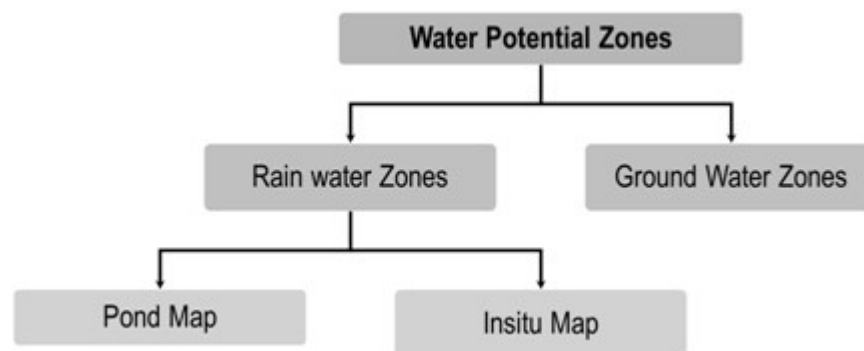 Water Potential Zones
Rain water Zones
Ground Water Zones
Pond Map
Insitu Map